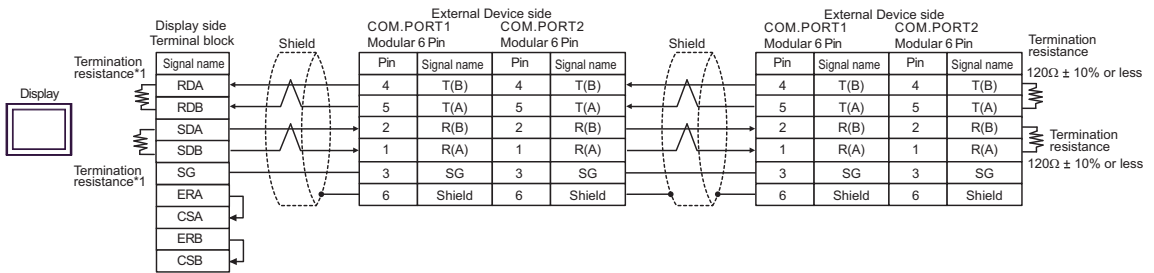 Display side
Terminal block
Shield
External Device side
COM.PORT1 COM.PORT2
Modular 6 Pin Modular 6 Pin
Shield
External Device side
COM.PORT1 COM.PORT2
Modular 6 Pin Modular 6 Pin
Termination
resistance
120Ω ± 10% or less
Termination
resistance
120Ω ± 10% or less
Display
Termination
resistance*1
Termination
resistance*1
Signal name
RDA
RDB
SDA
SDB
SG
ERA
CSA
ERB
CSB
Pin Signal name Pin Signal name
4 T(B) 4 T(B)
5 T(A) 5 T(A)
2 R(B) 2 R(B)
1 R(A) 1 R(A)
3 SG 3 SG
6 Shield 6 Shield
Pin Signal name Pin Signal name
4 T(B) 4 T(B)
5 T(A) 5 T(A)
2 R(B) 2 R(B)
1 R(A) 1 R(A)
3 SG 3 SG
6 Shield 6 Shield